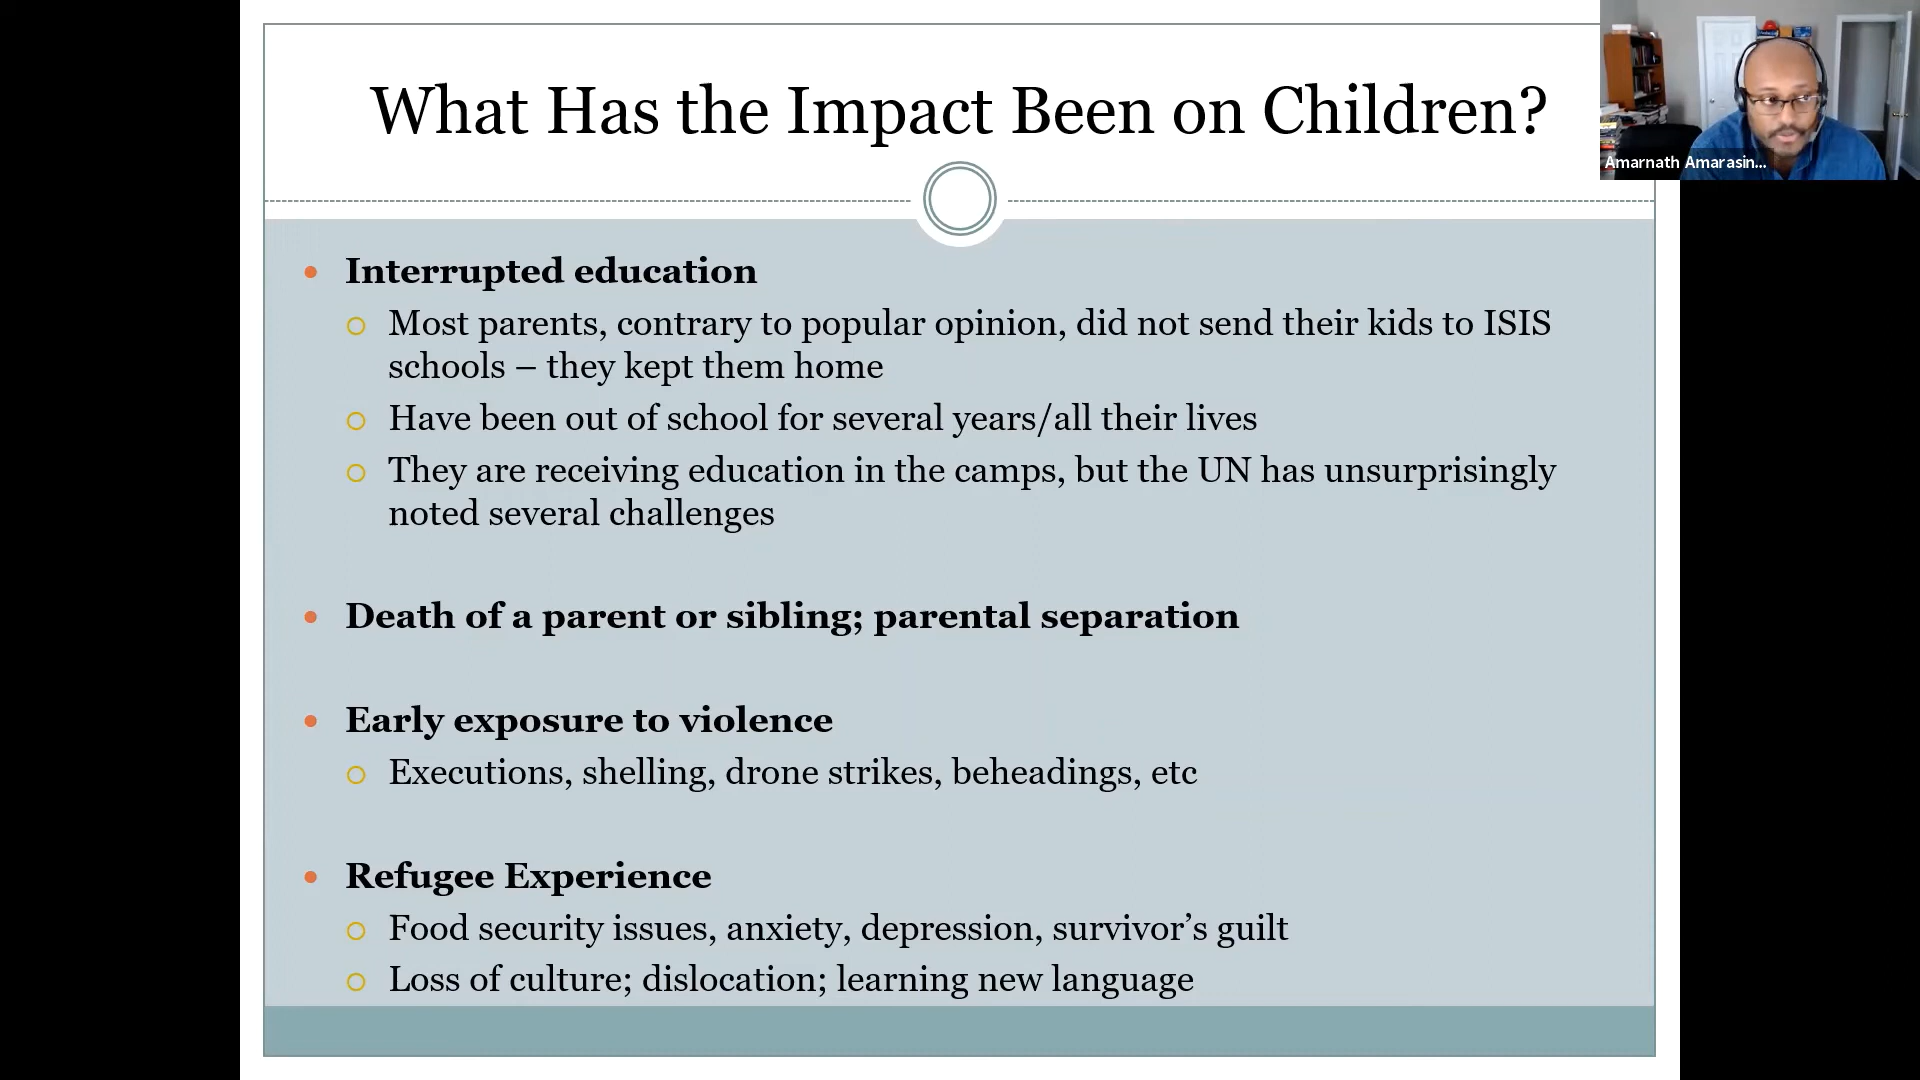 What Has the Impact Been on Children?
Amarnath Amarasin...
Interrupted education
Most parents, contrary to popular opinion, did not send their kids to ISIS
schools – they kept them home
Have been out of school for several years/all their lives
They are receiving education in the camps, but the UN has unsurprisingly
noted several challenges
Death of a parent or sibling; parental separation
Early exposure to violence
Executions, shelling, drone strikes, beheadings, etc
Refugee Experience
Food security issues, anxiety, depression, survivor’s guilt
Loss of culture; dislocation; learning new language